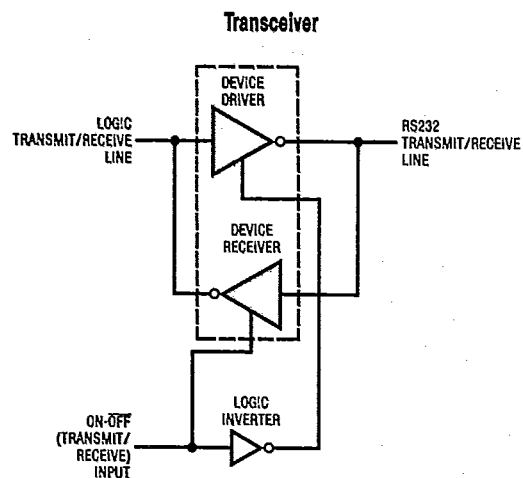 Transceiver
DEVICE
DRIVER
LOGIC
TRANSMIT/RECEIVE
LINE
RS232
TRANSMIT/RECEIVE
LINE
DEVICE
RECEIVER
ON-OFF
(TRANSMIT/
RECEIVE)
INPUT
LOGIC
INVERTER